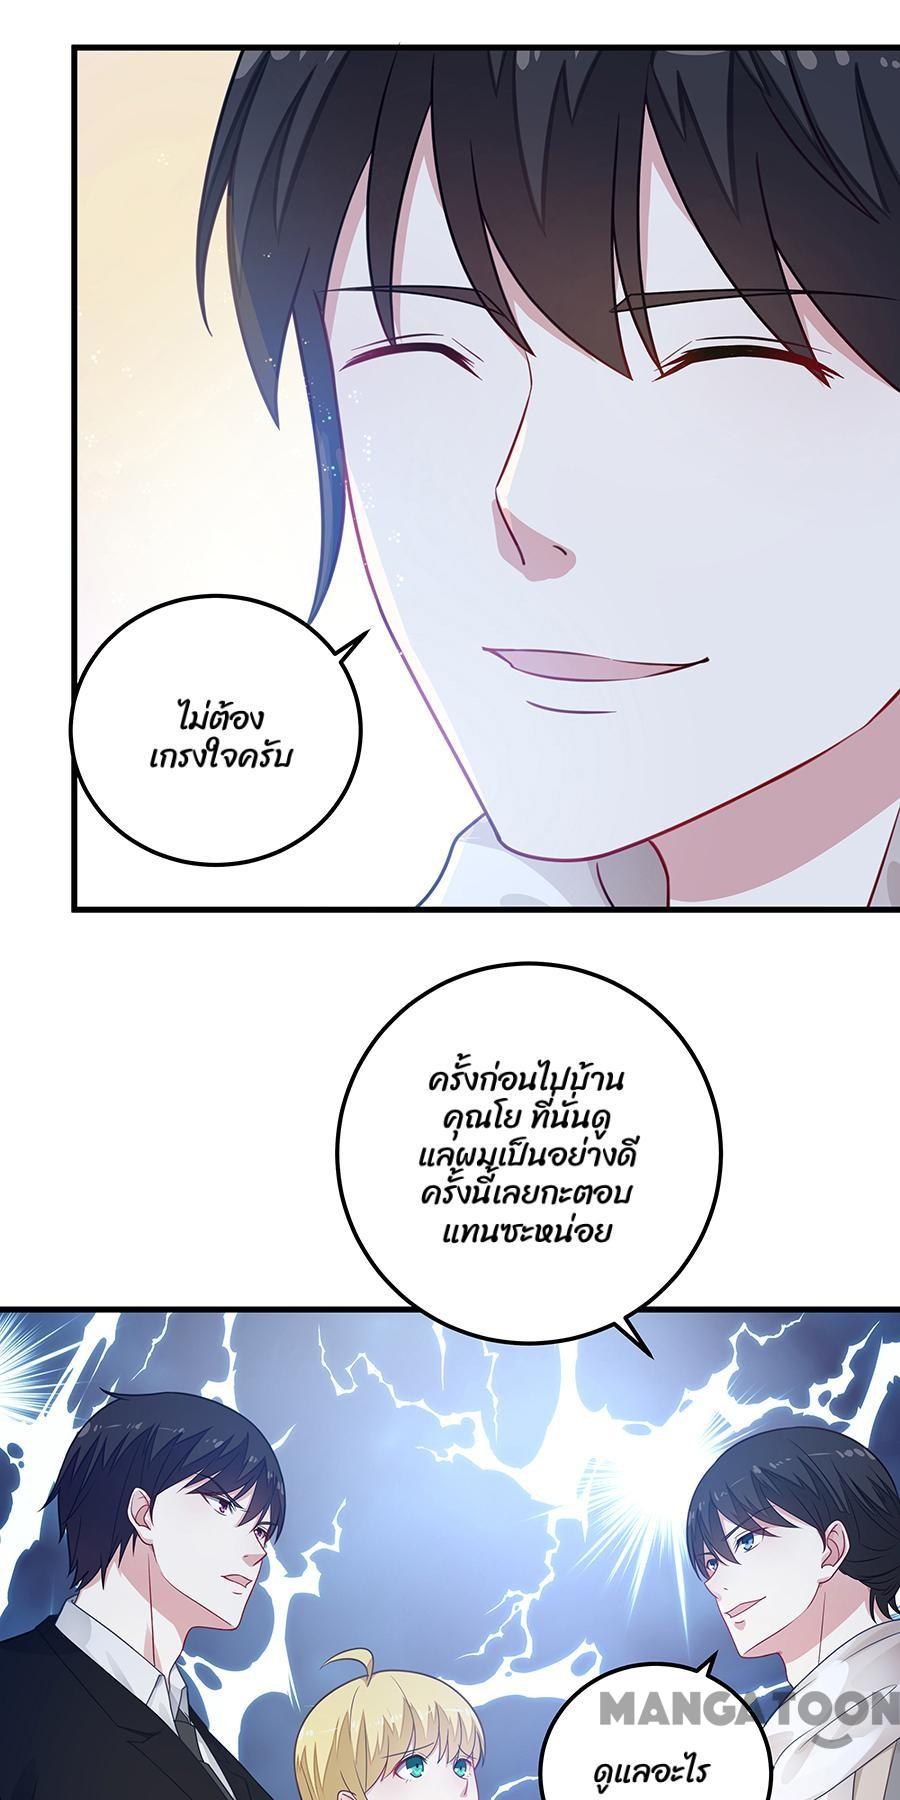 ไม่ต้อง
เกรงใจครับ
ครั้งก่อนไปบ้าน
คุณโย ที่นั่นดู
แลผมเป็นอย่างดี
ครั้งนี้เลยกะตอบ
แทนซะหน่อย
MANGATOON
ดูแลอะไร